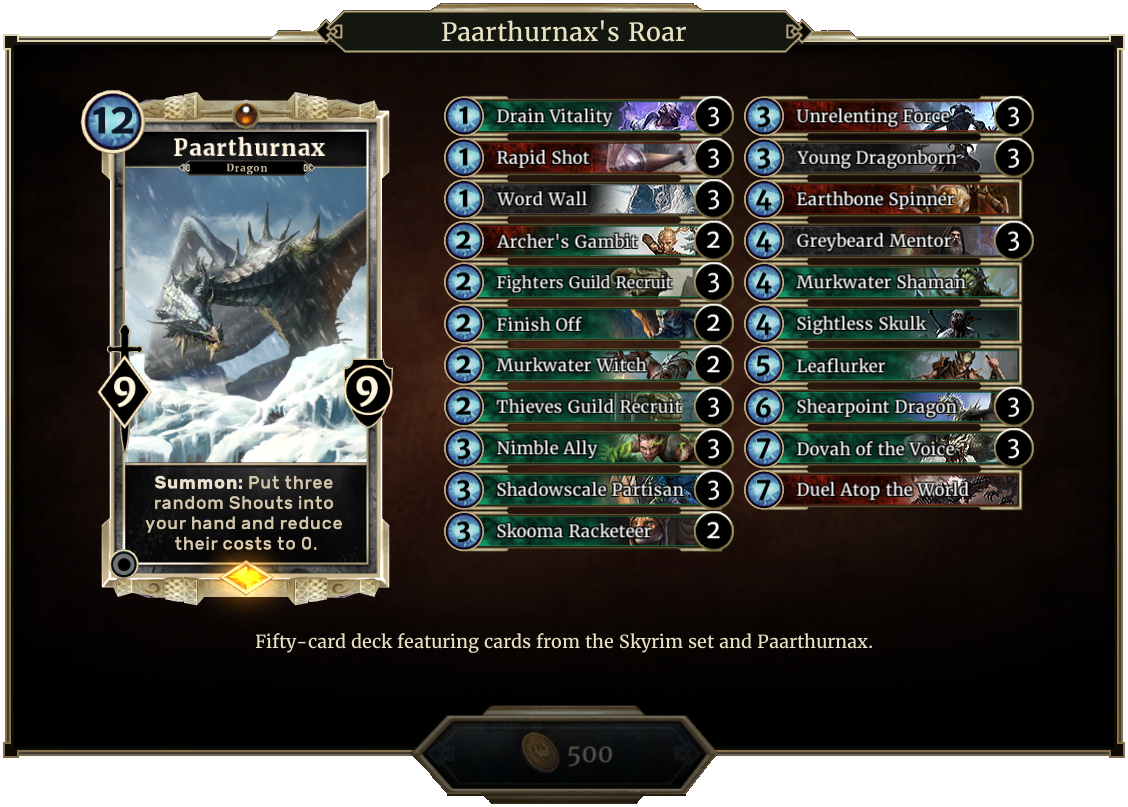 Paarthurnax's Roar
12
Paarthurnax
Dragon
9
9
Summon: Put three
random Shouts into
your hand and reduce
their costs to 0.
1 Drain Vitality 3
1 Rapid Shot 3
1 Word Wall 3
2 Archer's Gambit 2
2 Fighters Guild Recruit 3
2 Finish Off 2
2 Murkwater Witch 2
2 Thieves Guild Recruit 3
3 Nimble Ally 3
3 Shadowscale Partisan 3
3 Skooma Racketeer 2
3 Unrelenting Force 3
3 Young Dragonborn 3
4 Earthbone Spinner
4 Greybeard Mentor 3
4 Murkwater Shaman
4 Sightless Skulk
5 Leaflurker
6 Shearpoint Dragon 3
7 Dovah of the Voice 3
7 Duel Atop the World
Fifty-card deck featuring cards from the Skyrim set and Paarthurnax.
500